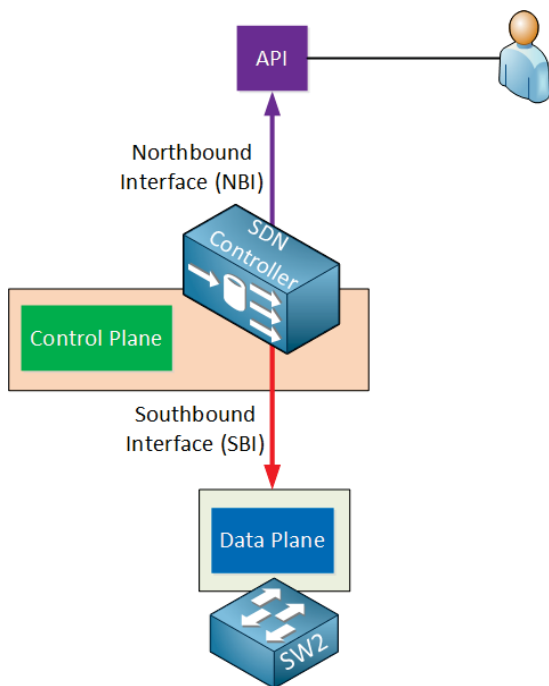 API
Northbound
Interface (NBI)
SDN
Controller
Control Plane
Southbound
Interface (SBI)
Data Plane
SW2